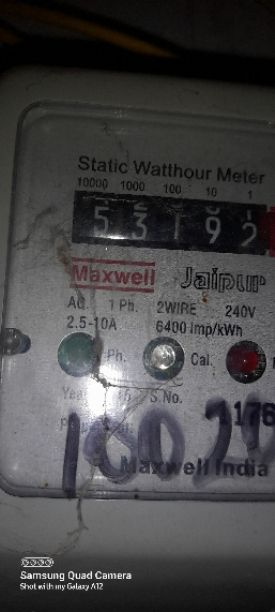 Static Watthour Meter
10000 1000 100 10 1
5 3 1 9 2
Maxwell Jaipur
AC. 1 Ph. 2WIRE 240V
2.5-10A 6400 imp/kWh
Ph. Cal.
S.No.
1176
Maxwell India
Samsung Quad Camera
Shot with my Galaxy A12